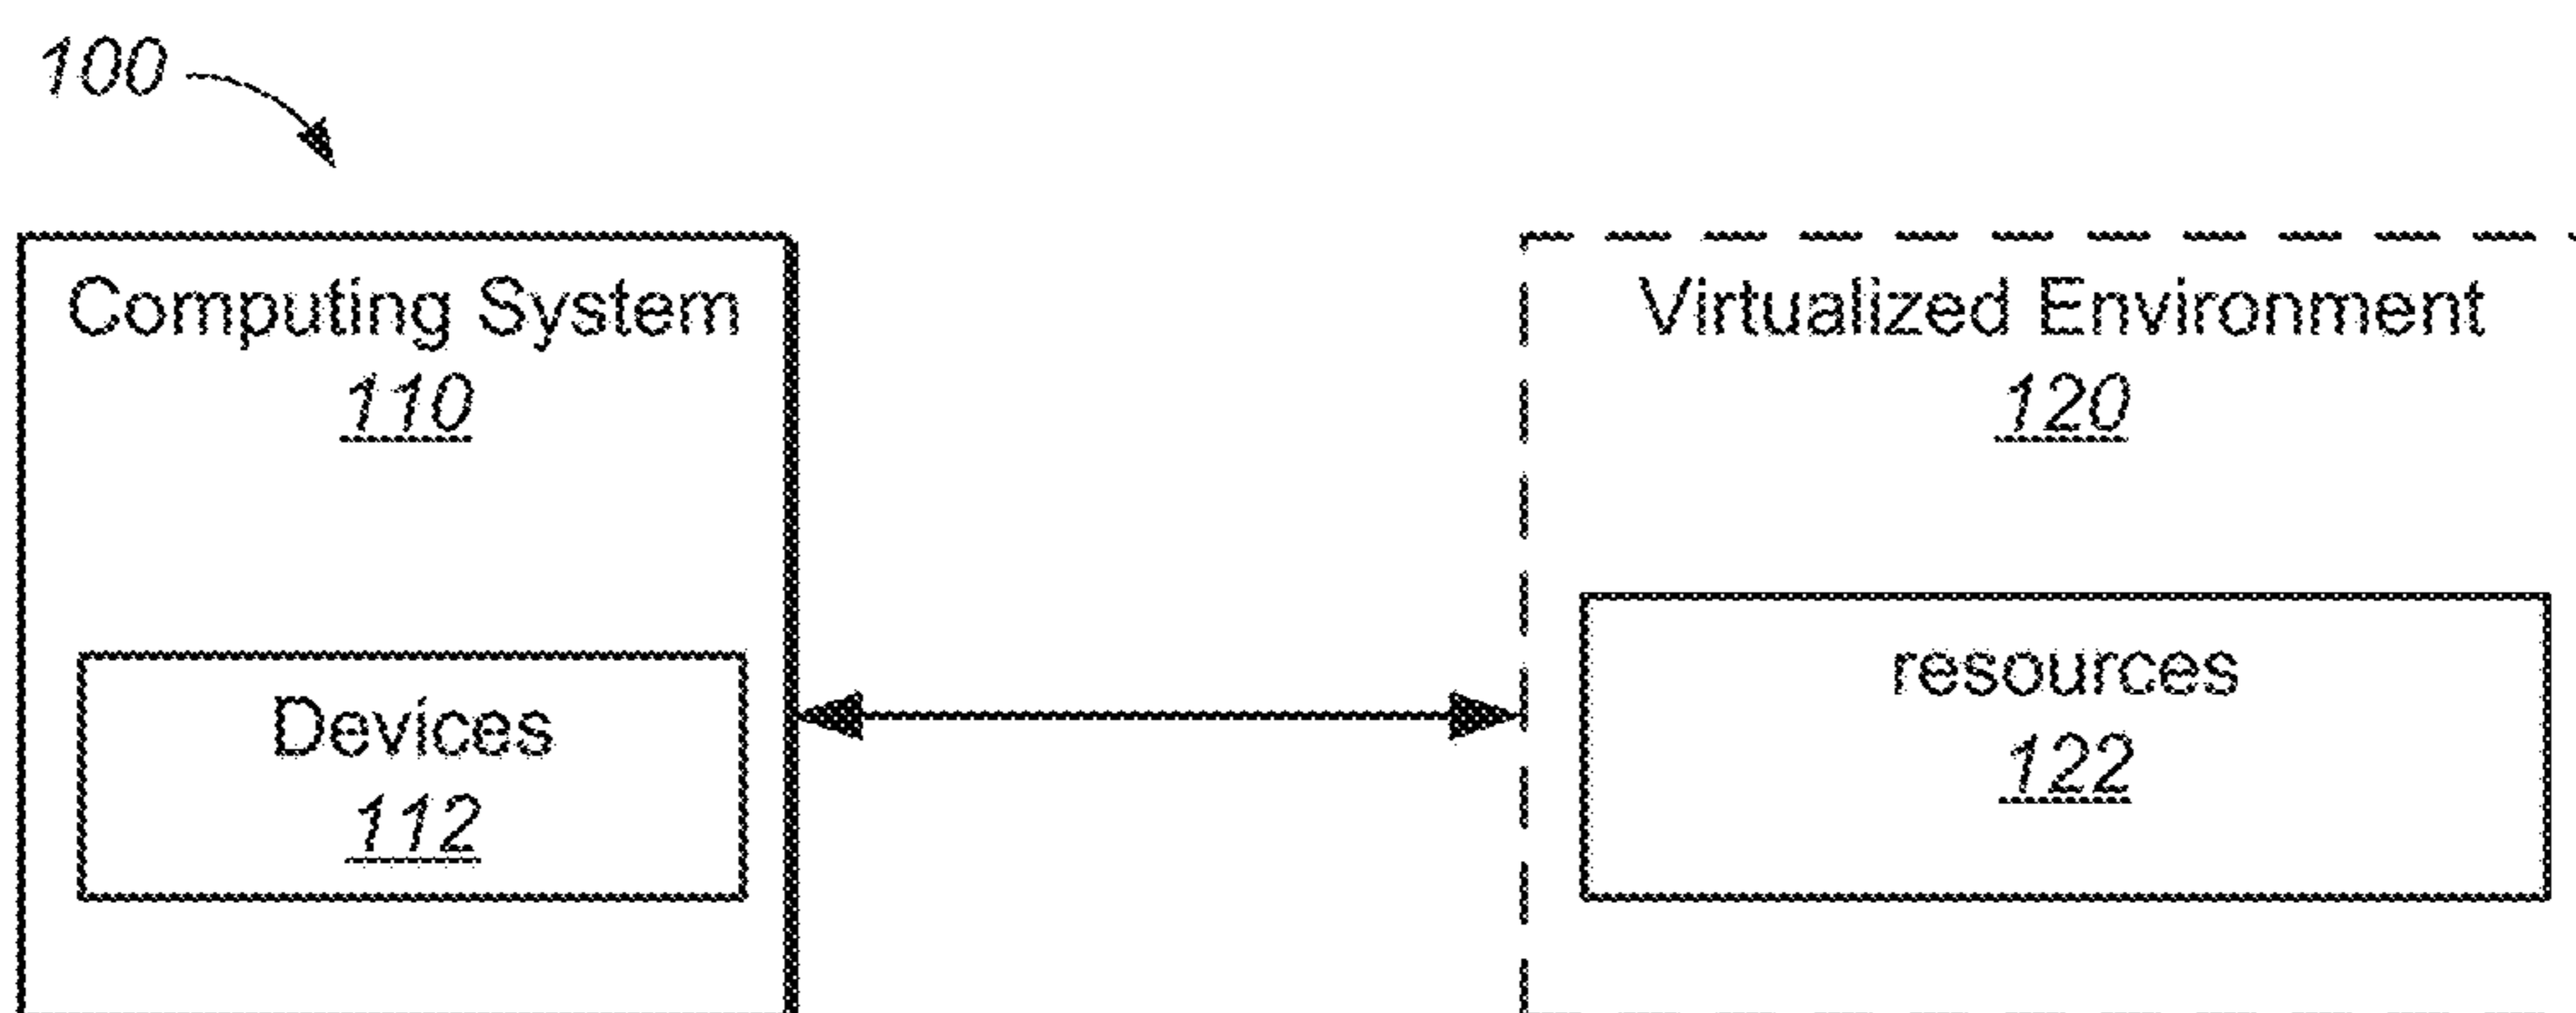 100
Computing System
110
Devices
112
Virtualized Environment
120
resources
122